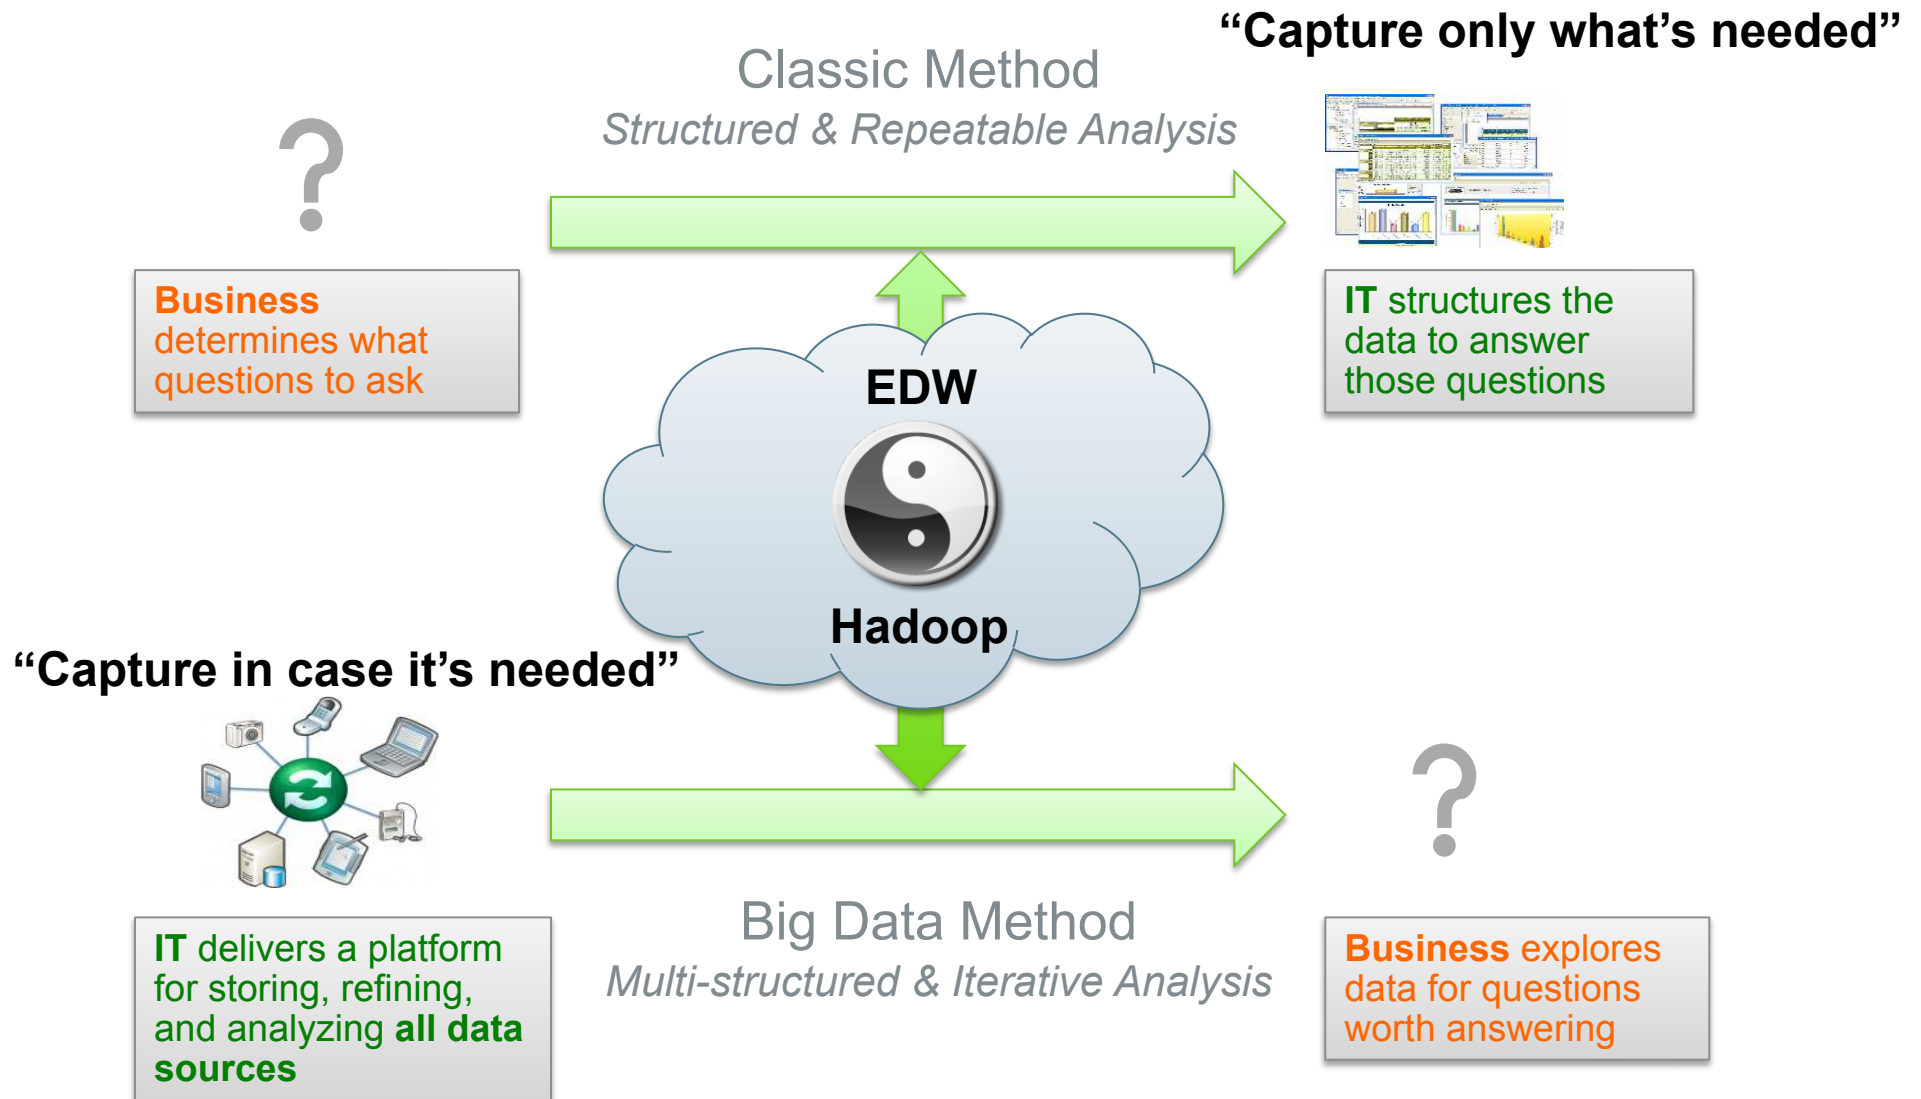 “Capture only what’s needed”
Classic Method
Structured & Repeatable Analysis
Business
determines what
questions to ask
IT structures the
data to answer
those questions
EDW
Hadoop
“Capture in case it’s needed”
Big Data Method
Multi-structured & Iterative Analysis
IT delivers a platform
for storing, refining,
and analyzing all data
sources
Business explores
data for questions
worth answering